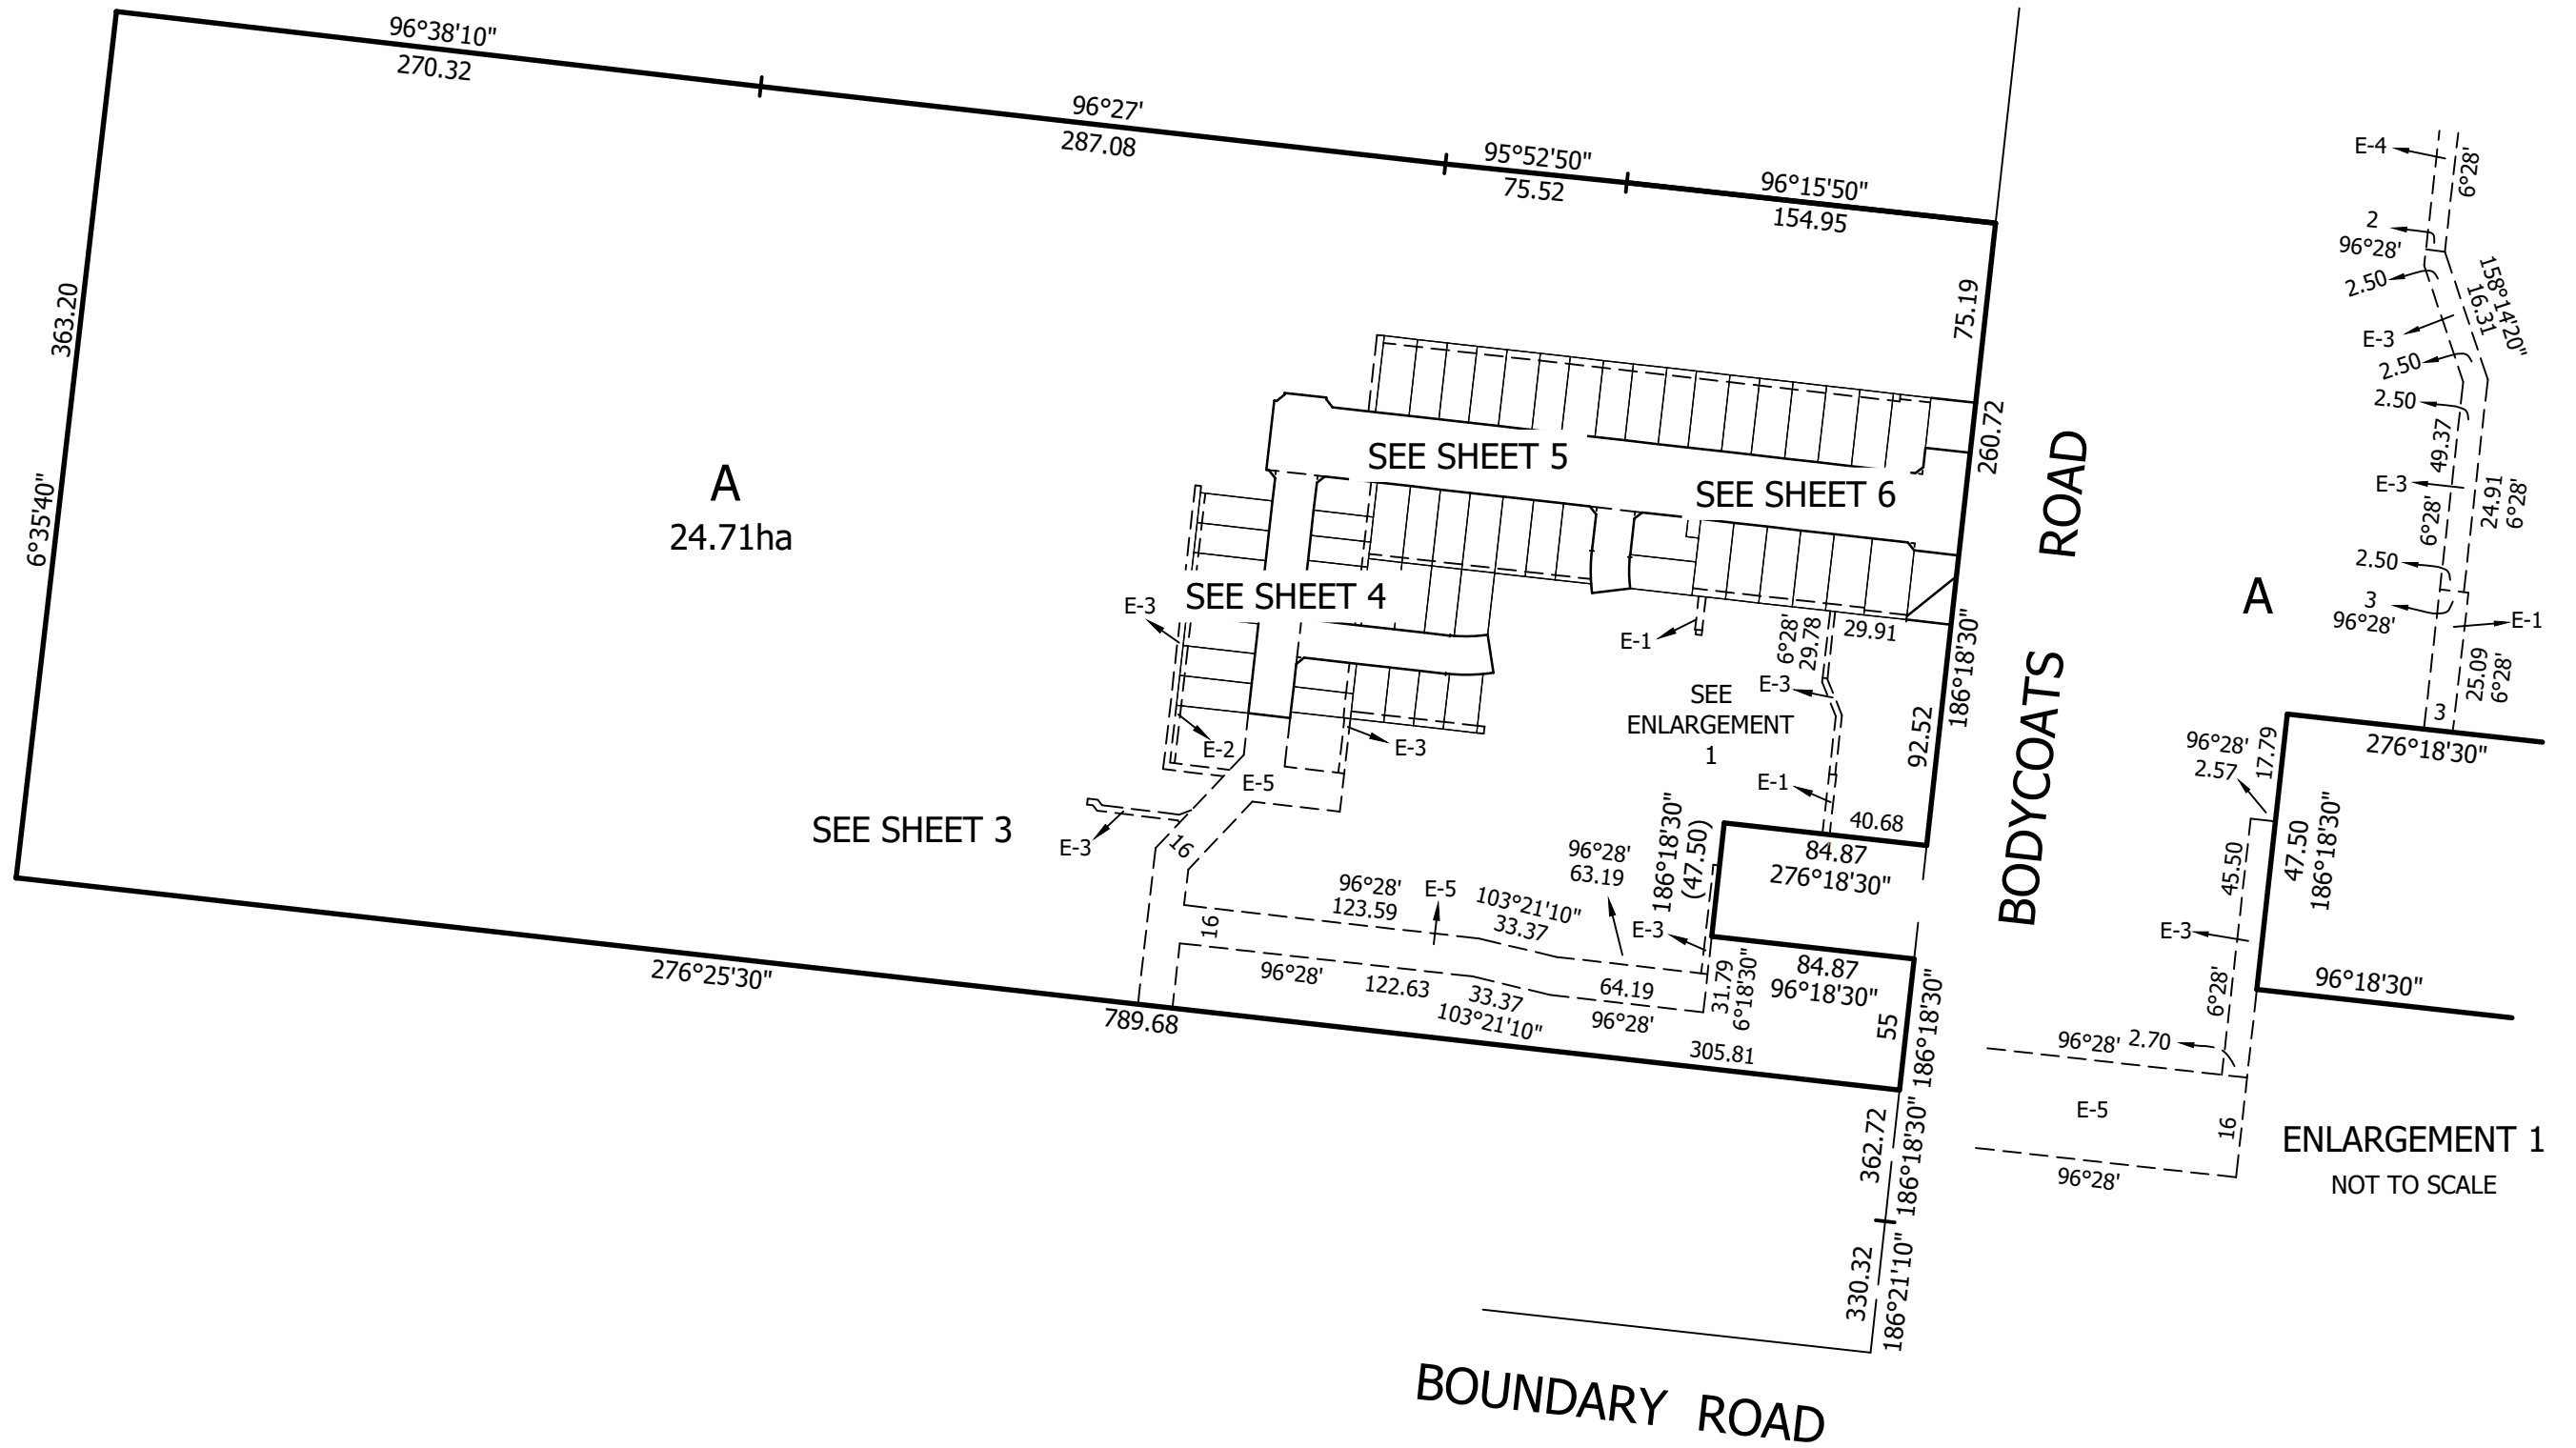 96°38'10"
270.32
96°27'
287.08
95°52'50"
75.52
96°15'50"
154.95
363.20
6°35'40"
A
24.71ha
75.19
260.72
SEE SHEET 5
SEE SHEET 6
SEE SHEET 4
E-3
E-1
6°28'
29.78
29.91
186°18'30"
92.52
SEE
ENLARGEMENT
1
E-3
E-1
E-2
E-3
E-5
SEE SHEET 3
E-3
16
40.68
84.87
276°18'30"
186°18'30"
(47.50)
96°28'
63.19
E-3
96°28'
123.59
E-5
103°21'10"
33.37
16
96°28'
122.63
33.37
103°21'10"
64.19
96°28'
31.79
6°18'30"
84.87
96°18'30"
55
186°18'30"
305.81
276°25'30"
789.68
362.72
186°18'30"
330.32
186°21'10"
BODYCOATS ROAD
BOUNDARY ROAD
E-4
6°28'
2
96°28'
2.50
158°14'20"
16.31
E-3
2.50
2.50
49.37
E-3
6°28'
24.91
6°28'
2.50
3
96°28'
E-1
25.09
6°28'
3
A
276°18'30"
96°28'
2.57
17.79
45.50
47.50
186°18'30"
E-3
6°28'
96°18'30"
96°28'
2.70
E-5
16
96°28'
ENLARGEMENT 1
NOT TO SCALE